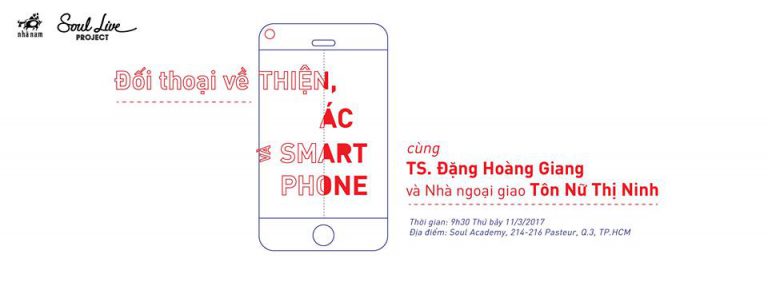 nhã nam
Soul Live
PROJECT
Đối thoại về THIỆN,
ÁC
VÀ SMART
PHONE
cùng
TS. Đặng Hoàng Giang
và Nhà ngoại giao Tôn Nữ Thị Ninh
Thời gian: 9h30 Thứ bảy 11/3/2017
Địa điểm: Soul Academy, 214-216 Pasteur, Q.3, TP.HCM